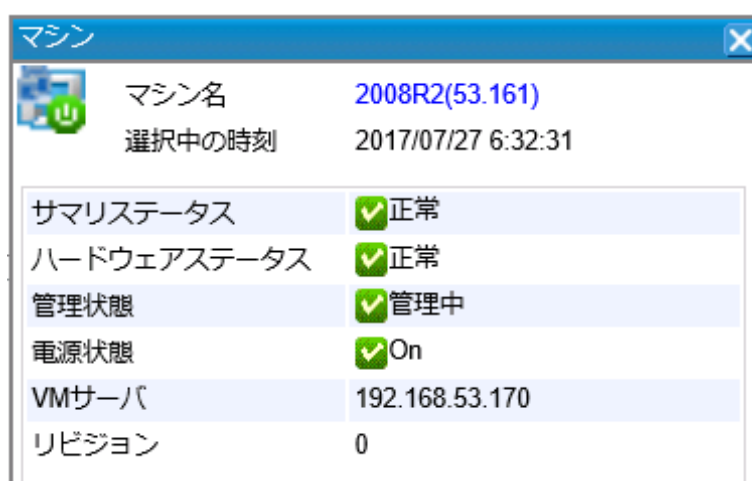 マシン
マシン名 2008R2(53.161)
選択中の時刻 2017/07/27 6:32:31
サマリステータス 正常
ハードウェアステータス 正常
管理状態 管理中
電源状態 On
VMサーバ 192.168.53.170
リビジョン 0